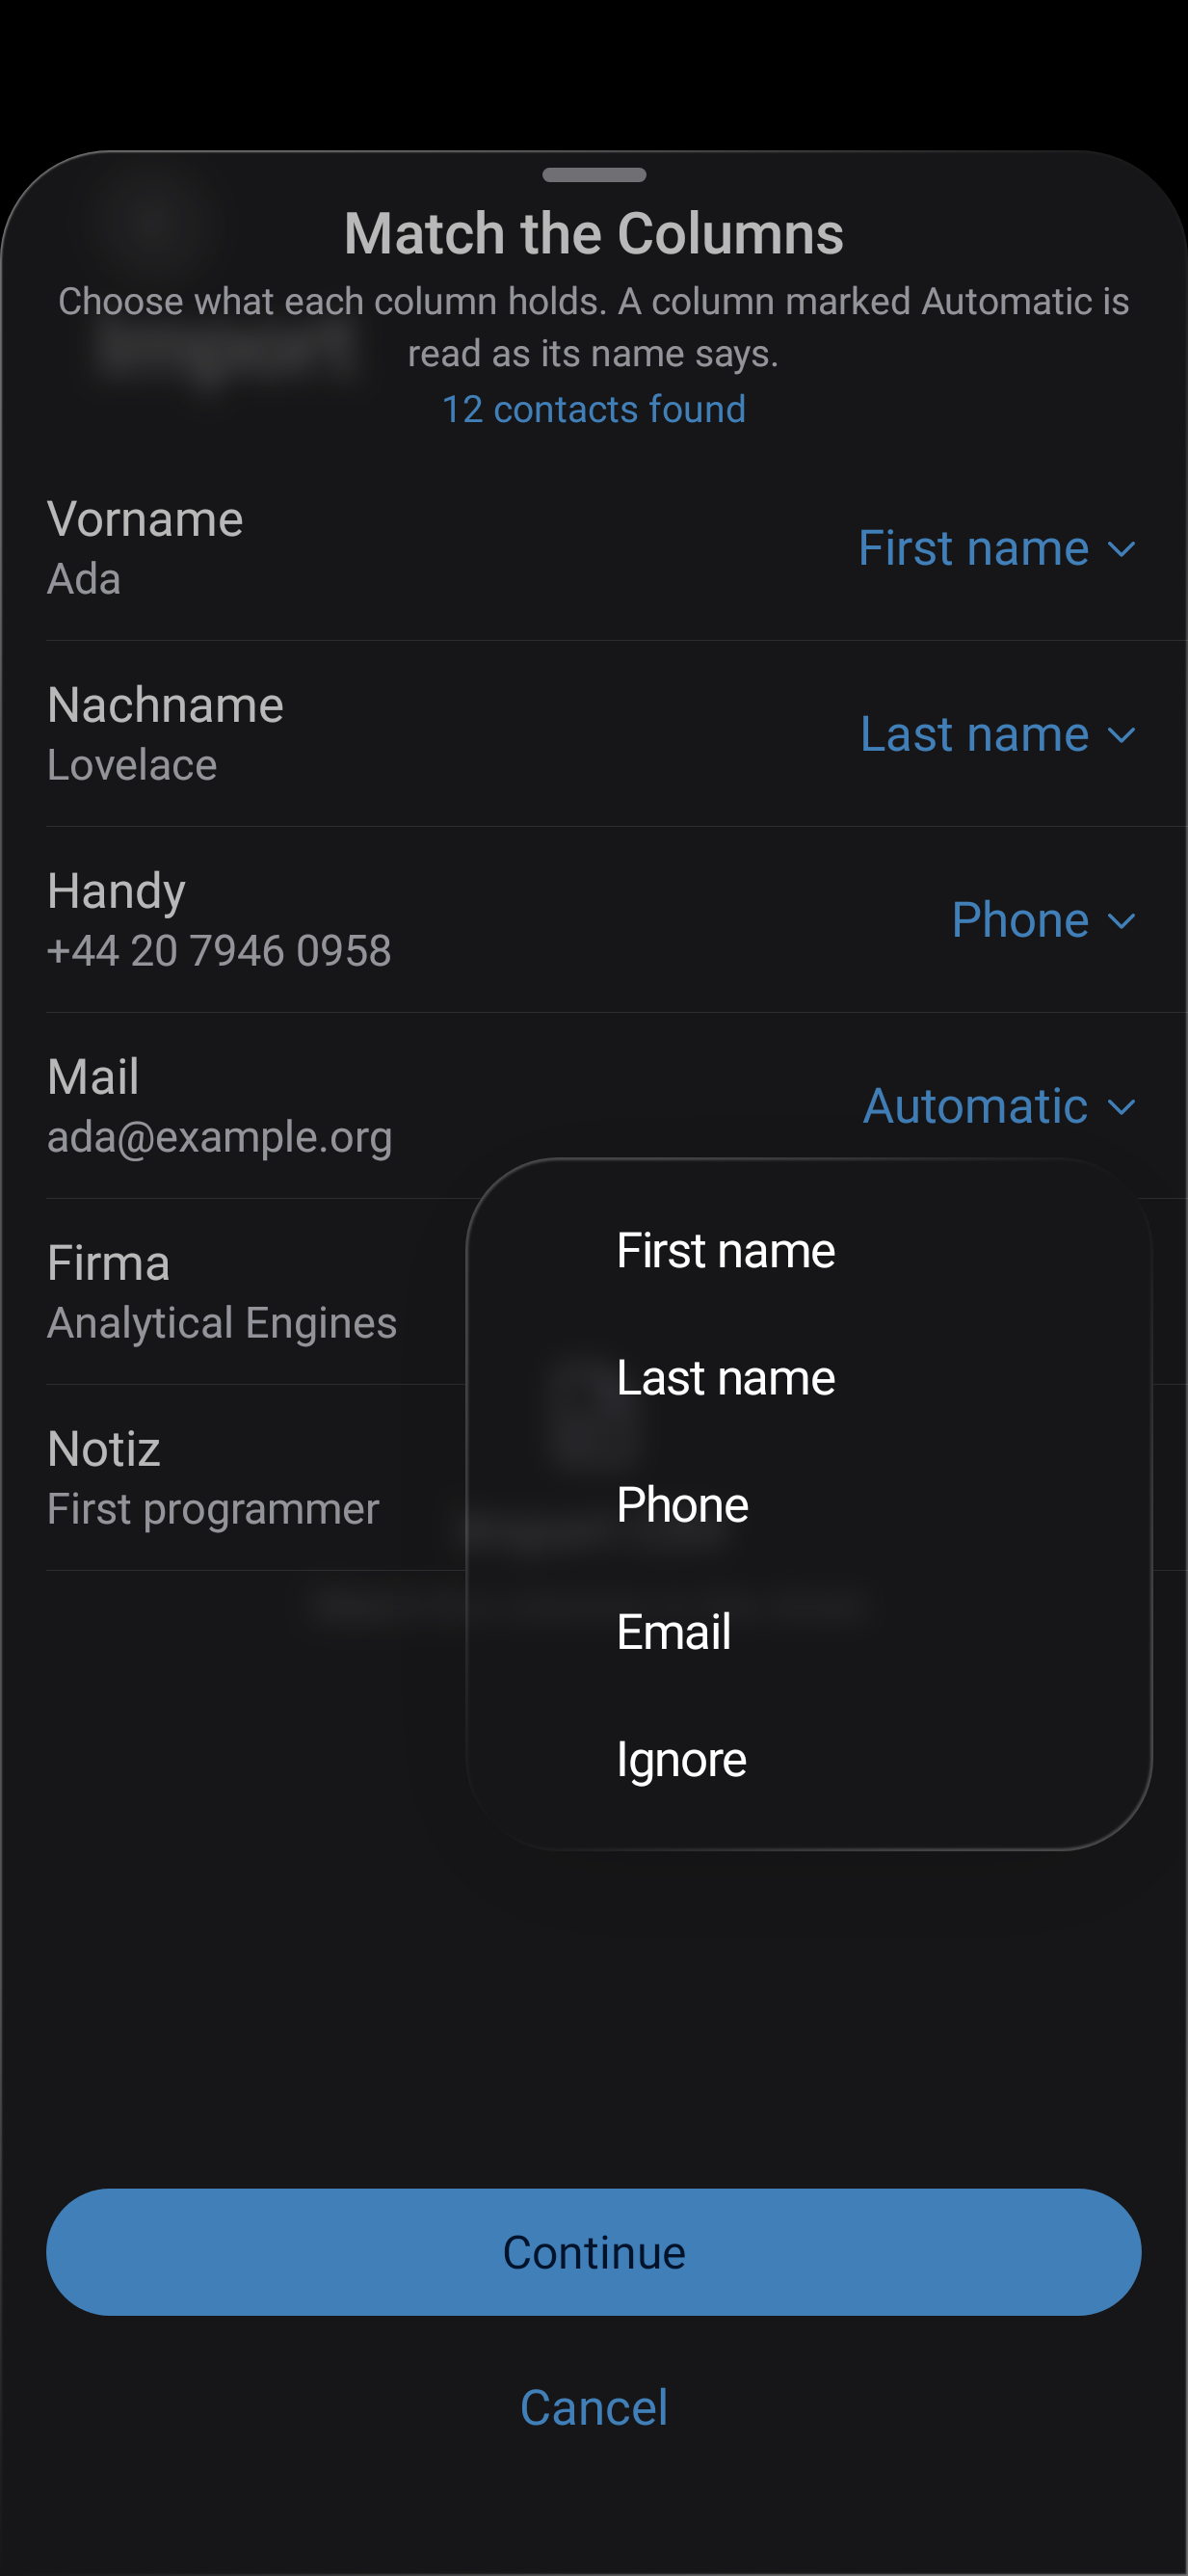 Match the Columns
Choose what each column holds. A column marked Automatic is
read as its name says.
12 contacts found
Vorname
Ada
First name
Nachname
Lovelace
Last name
Handy
+44 20 7946 0958
Phone
Mail
ada@example.org
Automatic
Firma
Analytical Engines
Notiz
First programmer
First name
Last name
Phone
Email
Ignore
Continue
Cancel